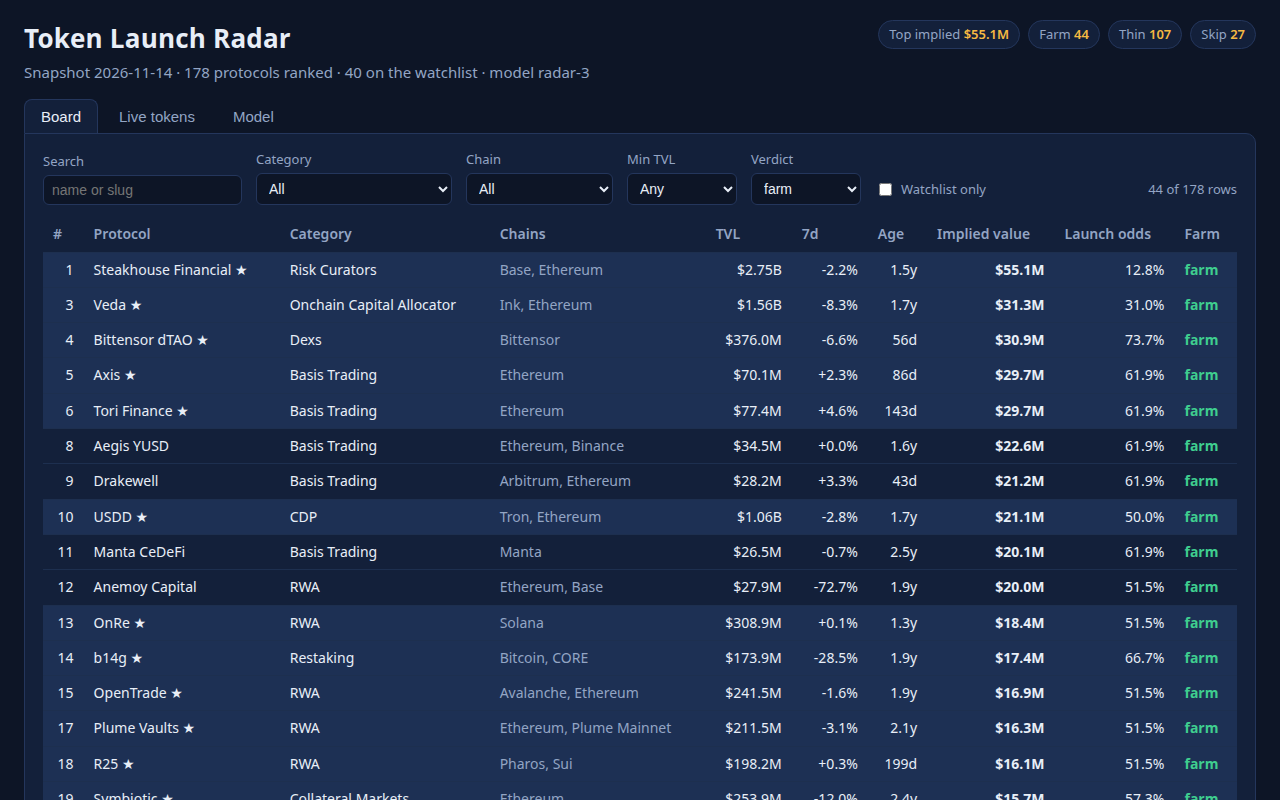 Token Launch Radar
Top implied $55.1M
Farm 44
Thin 107
Skip 27
Snapshot 2026-11-14 · 178 protocols ranked · 40 on the watchlist · model radar-3
Board Live tokens Model
Search Category Chain Min TVL Verdict
name or slug All All Any farm Watchlist only 44 of 178 rows
# Protocol Category Chains TVL 7d Age Implied value Launch odds Farm
1 Steakhouse Financial ★ Risk Curators Base, Ethereum $2.75B -2.2% 1.5y $55.1M 12.8% farm
3 Veda ★ Onchain Capital Allocator Ink, Ethereum $1.56B -8.3% 1.7y $31.3M 31.0% farm
4 Bittensor dTAO ★ Dexs Bittensor $376.0M -6.6% 56d $30.9M 73.7% farm
5 Axis ★ Basis Trading Ethereum $70.1M +2.3% 86d $29.7M 61.9% farm
6 Tori Finance ★ Basis Trading Ethereum $77.4M +4.6% 143d $29.7M 61.9% farm
8 Aegis YUSD Basis Trading Ethereum, Binance $34.5M +0.0% 1.6y $22.6M 61.9% farm
9 Drakewell Basis Trading Arbitrum, Ethereum $28.2M +3.3% 43d $21.2M 61.9% farm
10 USDD ★ CDP Tron, Ethereum $1.06B -2.8% 1.7y $21.1M 50.0% farm
11 Manta CeDeFi Basis Trading Manta $26.5M -0.7% 2.5y $20.1M 61.9% farm
12 Anemoy Capital RWA Ethereum, Base $27.9M -72.7% 1.9y $20.0M 51.5% farm
13 OnRe ★ RWA Solana $308.9M +0.1% 1.3y $18.4M 51.5% farm
14 b14g ★ Restaking Bitcoin, CORE $173.9M -28.5% 1.9y $17.4M 66.7% farm
15 OpenTrade ★ RWA Avalanche, Ethereum $241.5M -1.6% 1.9y $16.9M 51.5% farm
17 Plume Vaults ★ RWA Ethereum, Plume Mainnet $211.5M -3.1% 2.1y $16.3M 51.5% farm
18 R25 ★ RWA Pharos, Sui $198.2M +0.3% 199d $16.1M 51.5% farm
19 Symbiotic ★ Collateral Markets Ethereum $253.9M -12.0% 2.4y $15.7M 57.3% farm